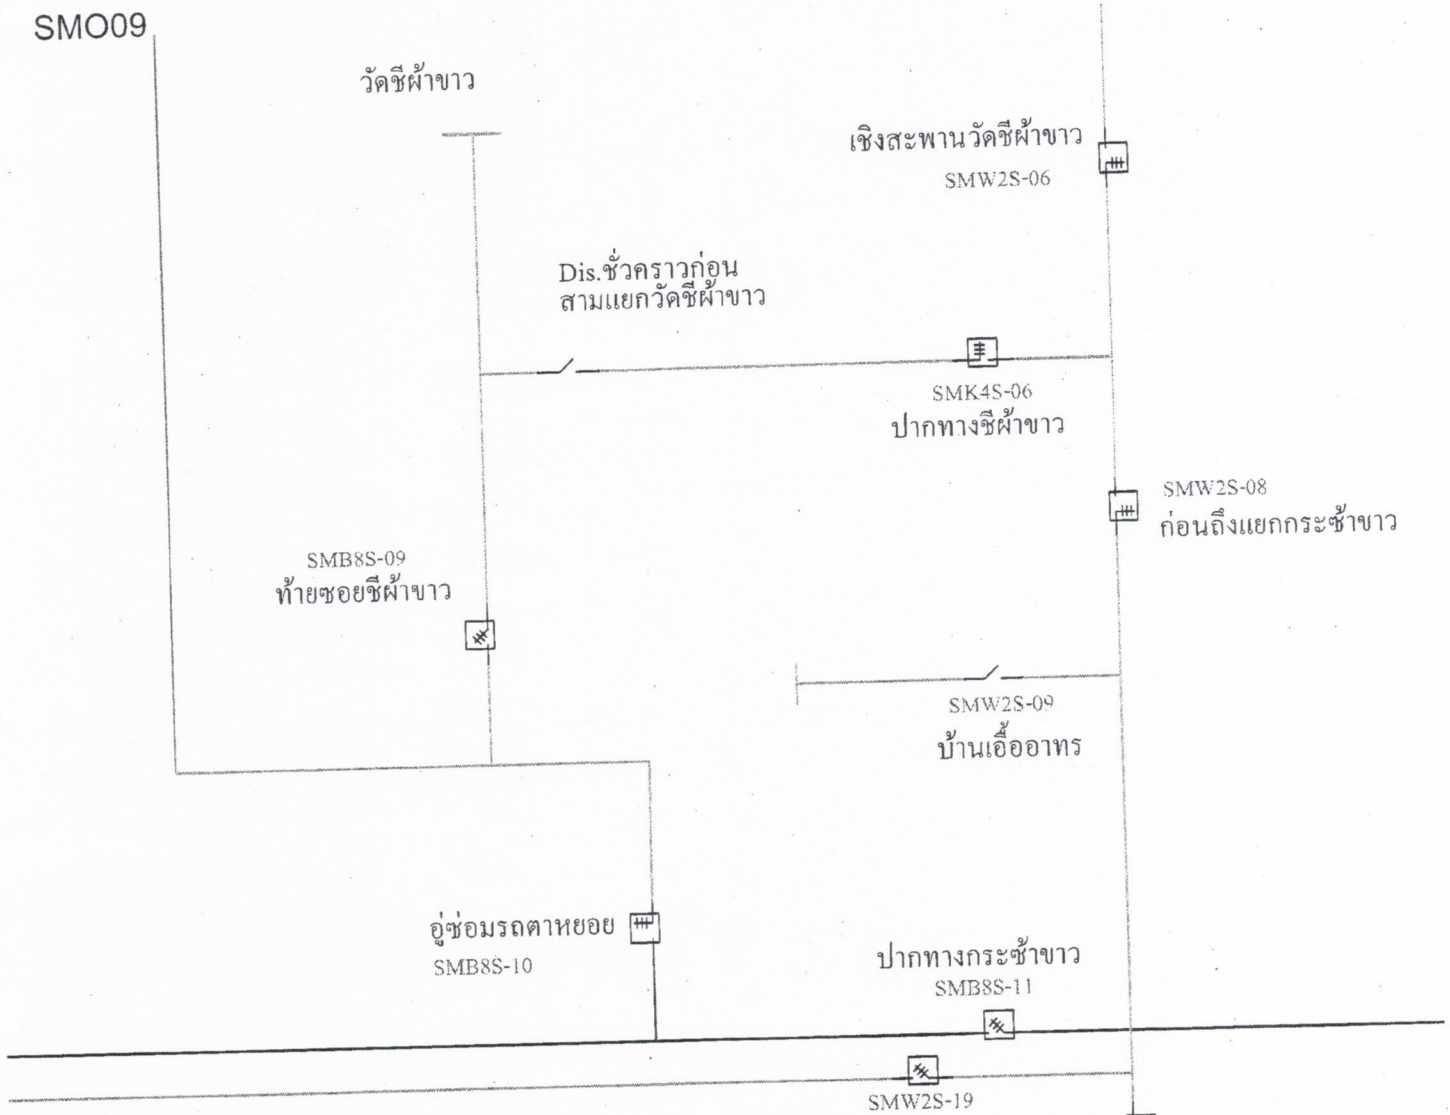 SMO09
วัดชีผ้าขาว
เชิงสะพานวัดชีผ้าขาว
SMW2S-06
Dis.ชั่วคราวก่อน
สามแยกวัดชีผ้าขาว
SMK4S-06
ปากทางชีผ้าขาว
SMW2S-08
ก่อนถึงแยกกระซ้าขาว
SMB8S-09
ท้ายซอยชีผ้าขาว
SMW2S-09
บ้านเอื้ออาทร
อู่ซ่อมรถตาหยอย
SMB8S-10
ปากทางกระซ้าขาว
SMB8S-11
SMW2S-19